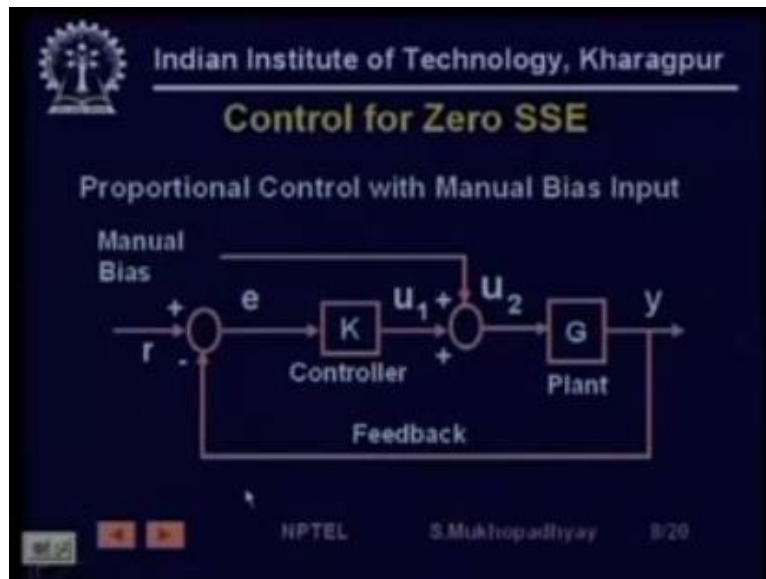 Indian Institute of Technology, Kharagpur
Control for Zero SSE
Proportional Control with Manual Bias Input
Manual
Bias
+ e u₁ + u₂ y
K G
r - Controller + Plant
Feedback
NPTEL S.Mukhopadhyay 8/20